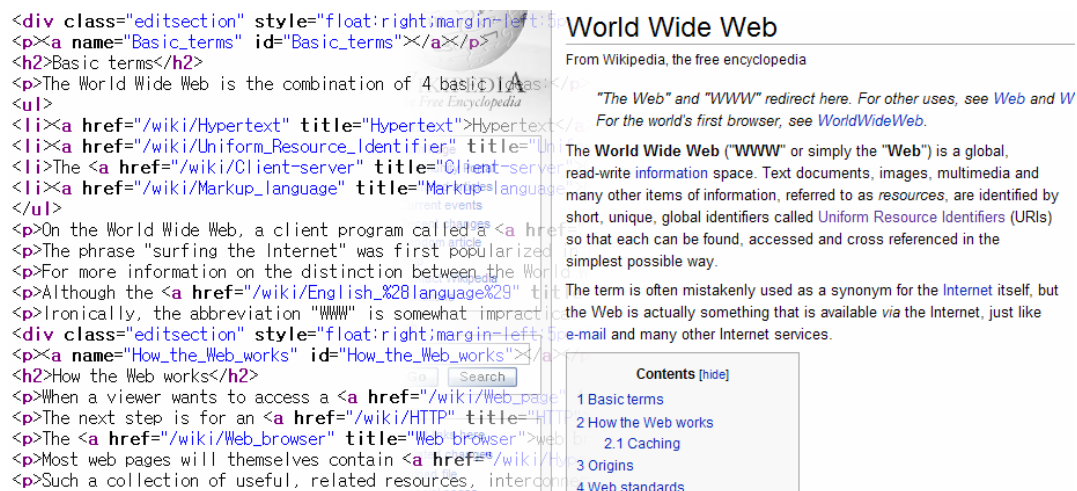 <div class="editsection" style="float:right;margin-left:5p
<p><a name="Basic_terms" id="Basic_terms"></a></p>
<h2>Basic terms</h2>
<p>The World Wide Web is the combination of 4 basic ideas:</p>
<ul>
<li><a href="/wiki/Hypertext" title="Hypertext">Hypertext</a
<li><a href="/wiki/Uniform_Resource_Identifier" title="Unif
<li>The <a href="/wiki/Client-server" title="Client-server"
<li><a href="/wiki/Markup_language" title="Markup language"
</ul>
<p>On the World Wide Web, a client program called a <a href=
<p>The phrase "surfing the Internet" was first popularized
<p>For more information on the distinction between the World
<p>Although the <a href="/wiki/English_%28language%29" tit
<p>Ironically, the abbreviation "WWW" is somewhat impractic
<div class="editsection" style="float:right;margin-left:5p
<p><a name="How_the_Web_works" id="How_the_Web_works"></a>
<h2>How the Web works</h2>
<p>When a viewer wants to access a <a href="/wiki/Web_page"
<p>The next step is for an <a href="/wiki/HTTP" title="HTTP
<p>The <a href="/wiki/Web_browser" title="Web browser">web br
<p>Most web pages will themselves contain <a href="/wiki/Hyp
<p>Such a collection of useful, related resources, interconne
Free Encyclopedia
current events
Go Search
World Wide Web
From Wikipedia, the free encyclopedia
"The Web" and "WWW" redirect here. For other uses, see Web and W
For the world's first browser, see WorldWideWeb.
The World Wide Web ("WWW" or simply the "Web") is a global,
read-write information space. Text documents, images, multimedia and
many other items of information, referred to as resources, are identified by
short, unique, global identifiers called Uniform Resource Identifiers (URIs)
so that each can be found, accessed and cross referenced in the
simplest possible way.
The term is often mistakenly used as a synonym for the Internet itself, but
the Web is actually something that is available via the Internet, just like
e-mail and many other Internet services.
Contents [hide]
1 Basic terms
2 How the Web works
2.1 Caching
3 Origins
4 Web standards